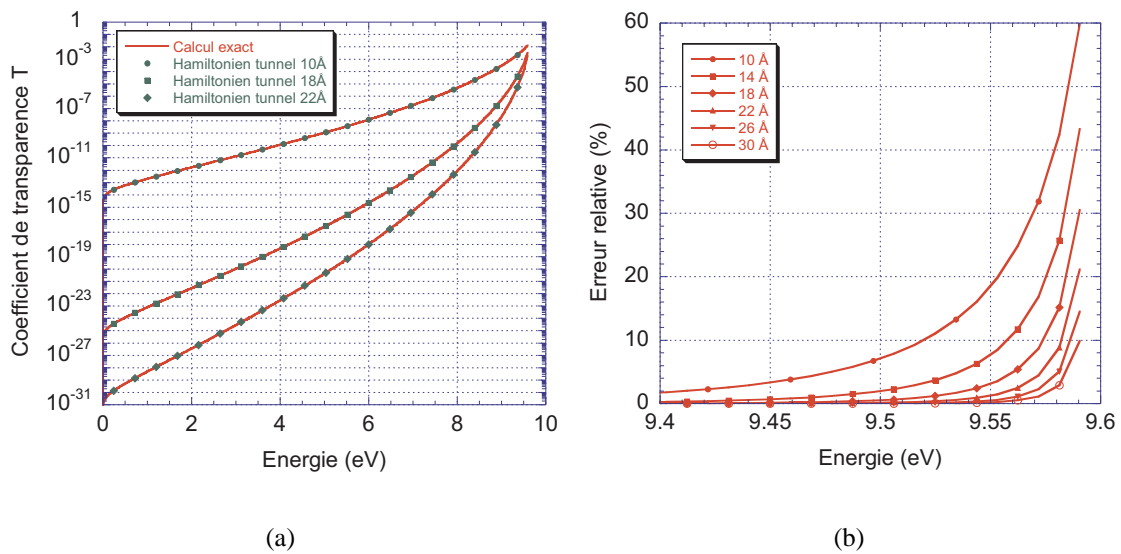 Coefficient de transparence T
1
10-3
10-7
10-11
10-15
10-19
10-23
10-27
10-31
Calcul exact
Hamiltonien tunnel 10Å
Hamiltonien tunnel 18Å
Hamiltonien tunnel 22Å
0 2 4 6 8 10
Energie (eV)
(a)
Erreur relative (%)
60
50
40
30
20
10
0
10 Å
14 Å
18 Å
22 Å
26 Å
30 Å
9.4 9.45 9.5 9.55 9.6
Energie (eV)
(b)